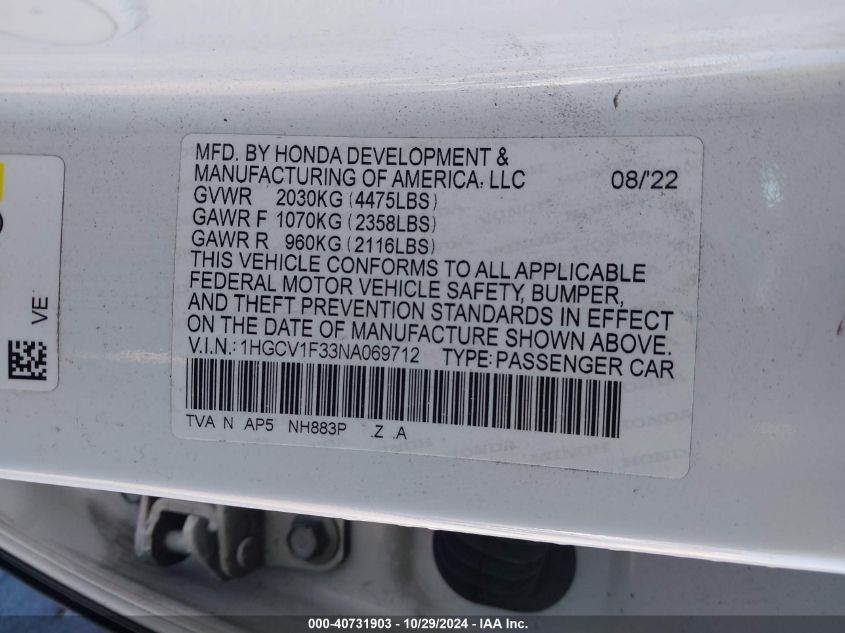 MFD. BY HONDA DEVELOPMENT &
MANUFACTURING OF AMERICA, LLC 08/'22
GVWR 2030KG (4475LBS)
GAWR F 1070KG (2358LBS)
GAWR R 960KG (2116LBS)
THIS VEHICLE CONFORMS TO ALL APPLICABLE
FEDERAL MOTOR VEHICLE SAFETY, BUMPER,
AND THEFT PREVENTION STANDARDS IN EFFECT
ON THE DATE OF MANUFACTURE SHOWN ABOVE.
V.I.N.: 1HGCV1F33NA069712 TYPE: PASSENGER CAR
TVA N AP5 NH883P .Z .A
VE
HONDA
000-40731903 - 10/29/2024 - IAA Inc.